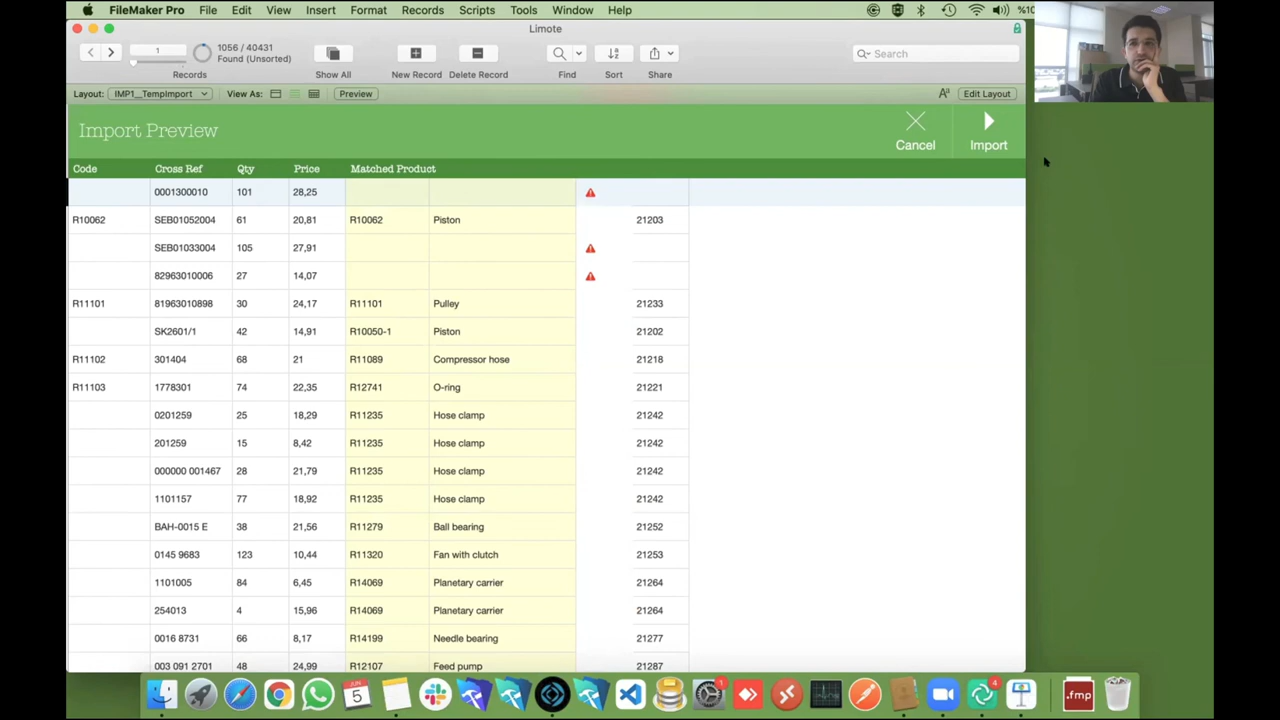 FileMaker Pro File Edit View Insert Format Records Scripts Tools Window Help %10
Limote
1 1056 / 40431 Search
Found (Unsorted)
Records Show All New Record Delete Record Find Sort Share
Layout: IMP1__TempImport View As: Preview Aª Edit Layout
Import Preview
Cancel Import
Code Cross Ref Qty Price Matched Product
0001300010 101 28,25
R10062 SEB01052004 61 20,81 R10062 Piston 21203
SEB01033004 105 27,91
82963010006 27 14,07
R11101 81963010898 30 24,17 R11101 Pulley 21233
SK2601/1 42 14,91 R10050-1 Piston 21202
R11102 301404 68 21 R11089 Compressor hose 21218
R11103 1778301 74 22,35 R12741 O-ring 21221
0201259 25 18,29 R11235 Hose clamp 21242
201259 15 8,42 R11235 Hose clamp 21242
000000 001467 28 21,79 R11235 Hose clamp 21242
1101157 77 18,92 R11235 Hose clamp 21242
BAH-0015 E 38 21,56 R11279 Ball bearing 21252
0145 9683 123 10,44 R11320 Fan with clutch 21253
1101005 84 6,45 R14069 Planetary carrier 21264
254013 4 15,96 R14069 Planetary carrier 21264
0016 8731 66 8,17 R14199 Needle bearing 21277
003 091 2701 48 24,99 R12107 Feed pump 21287
JUN
5 1 4 .fmp